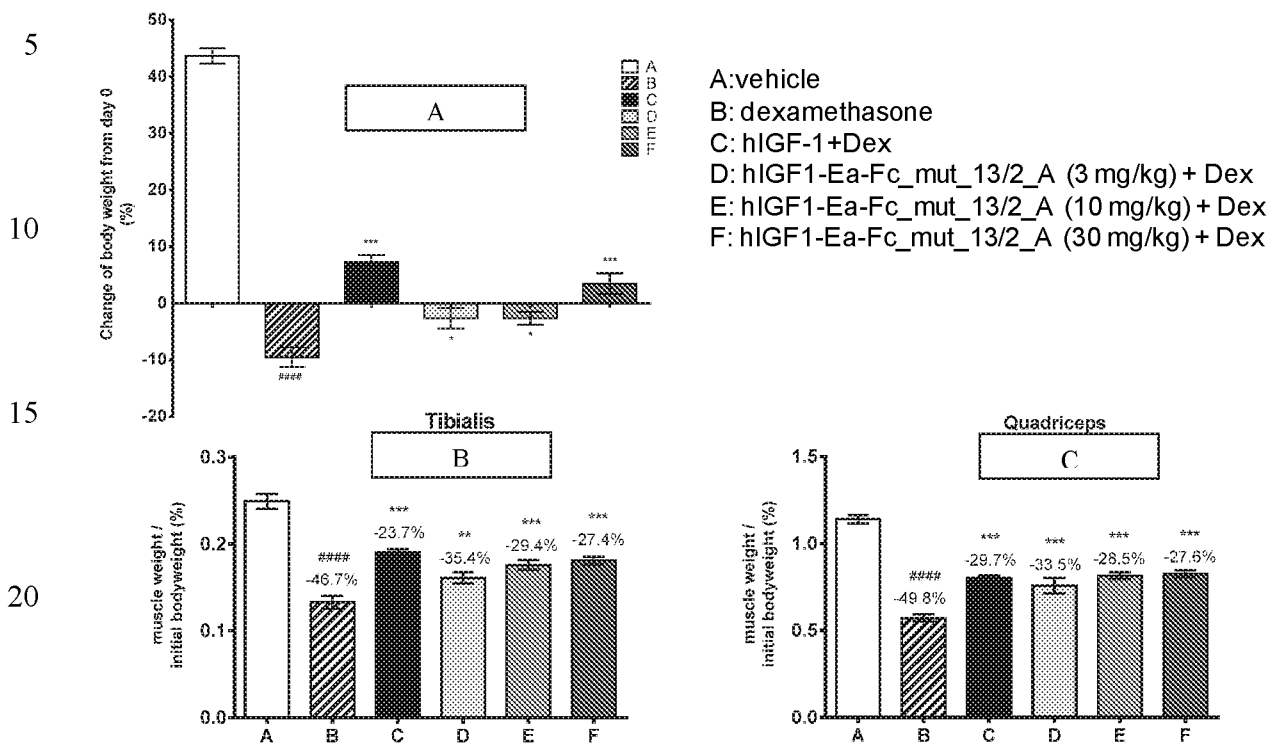 5
10
15
20
50
40
30
20
10
0
-10
-20
Change of body weight from day 0
(%)
A
***
***
*
*
####
A
B
C
D
E
F
A:vehicle
B: dexamethasone
C: hIGF-1+Dex
D: hIGF1-Ea-Fc_mut_13/2_A (3 mg/kg) + Dex
E: hIGF1-Ea-Fc_mut_13/2_A (10 mg/kg) + Dex
F: hIGF1-Ea-Fc_mut_13/2_A (30 mg/kg) + Dex
Tibialis
B
0.3
0.2
0.1
0.0
muscle weight /
initial bodyweight (%)
####
-46.7%
***
-23.7%
**
-35.4%
***
-29.4%
***
-27.4%
A B C D E F
Quadriceps
C
1.5
1.0
0.5
0.0
muscle weight /
initial bodyweight (%)
####
-49.8%
***
-29.7%
***
-33.5%
***
-28.5%
***
-27.6%
A B C D E F